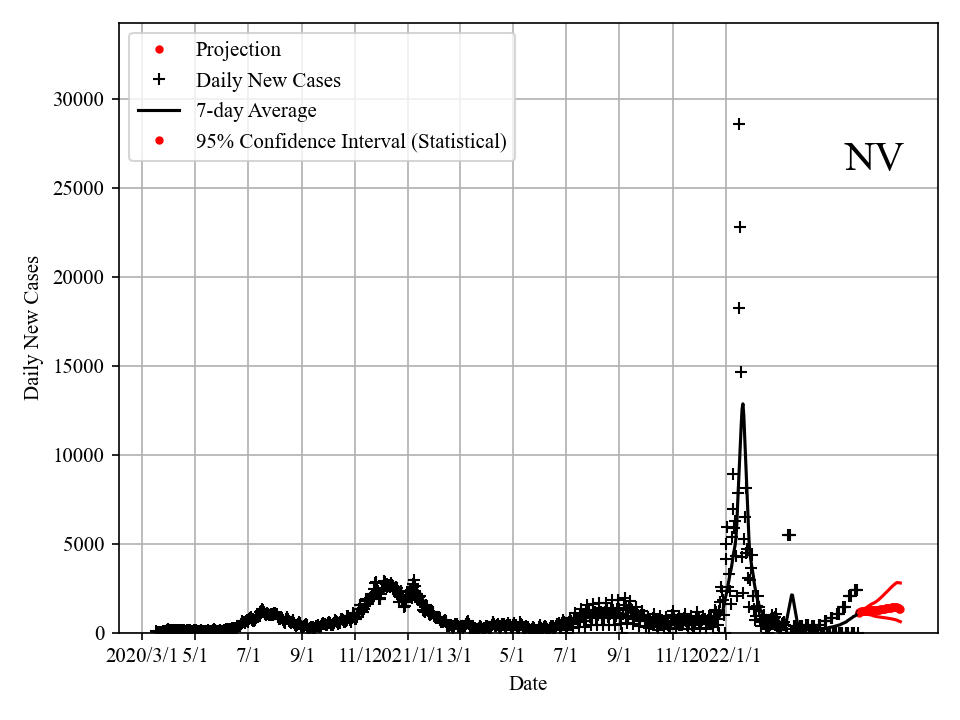 Projection
Daily New Cases
7-day Average
95% Confidence Interval (Statistical)
NV
Daily New Cases
30000
25000
20000
15000
10000
5000
0
2020/3/1 5/1 7/1 9/1 11/1 2021/1/1 3/1 5/1 7/1 9/1 11/1 2022/1/1
Date